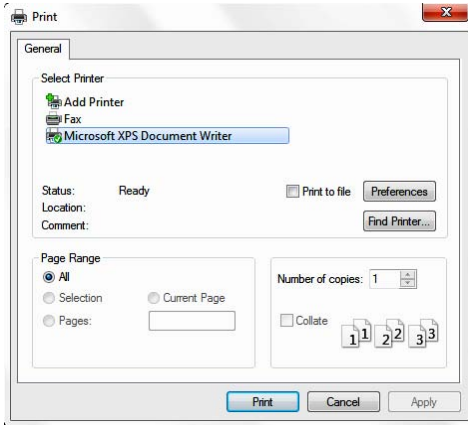 Print
General
Select Printer
Add Printer
Fax
Microsoft XPS Document Writer
Status: Ready
Print to file
Preferences
Location:
Comment:
Find Printer...
Page Range
All
Selection
Current Page
Pages:
Number of copies: 1
Collate
1 1 2 2 3 3
Print
Cancel
Apply